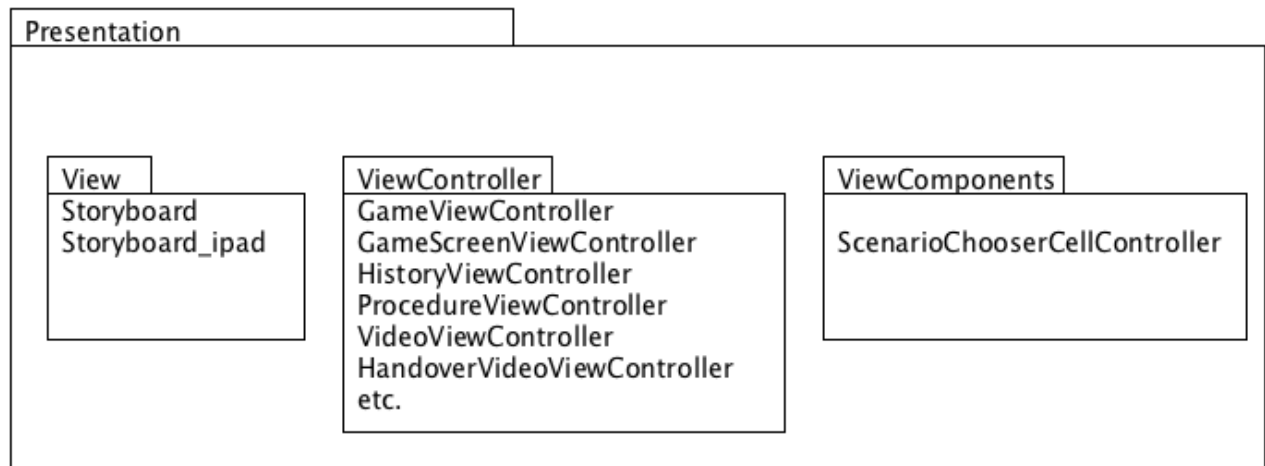 Presentation
View
Storyboard
Storyboard_ipad
ViewController
GameViewController
GameScreenViewController
HistoryViewController
ProcedureViewController
VideoViewController
HandoverVideoViewController
etc.
ViewComponents
ScenarioChooserCellController